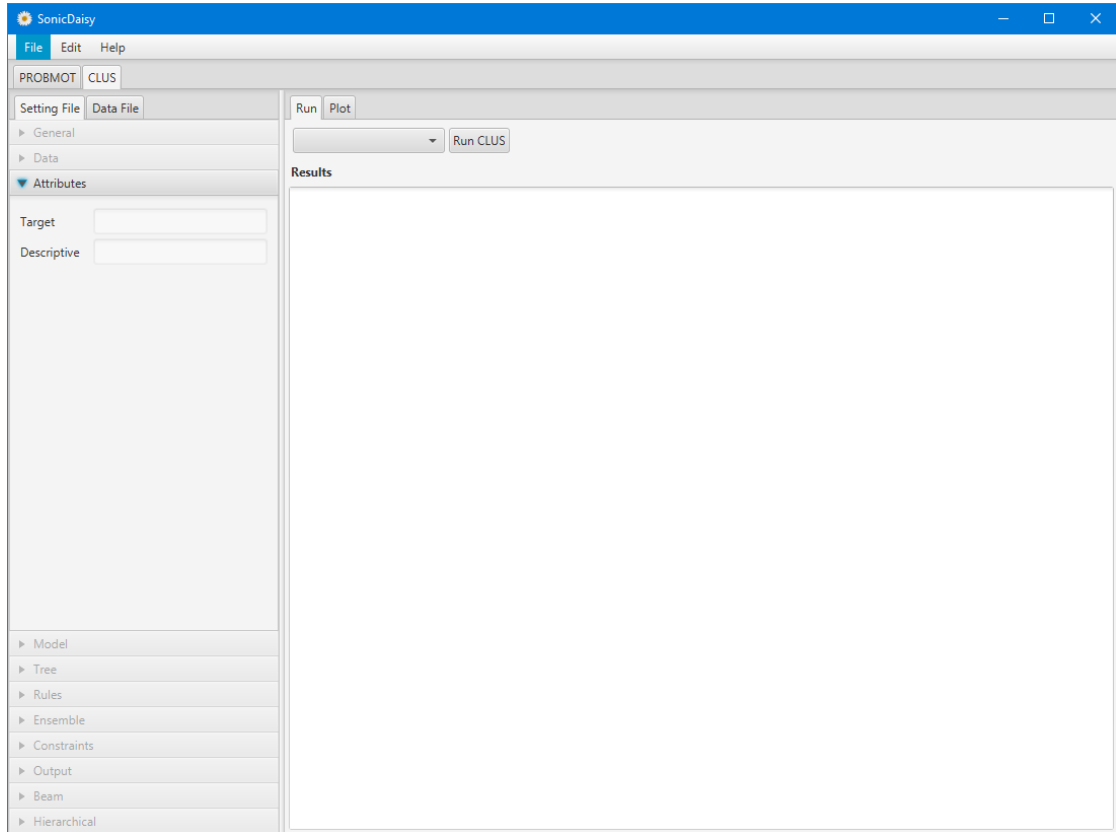 SonicDaisy
File Edit Help
PROBMOT CLUS
Setting File Data File
General
Data
Attributes
Target
Descriptive
Model
Tree
Rules
Ensemble
Constraints
Output
Beam
Hierarchical
Run Plot
Run CLUS
Results